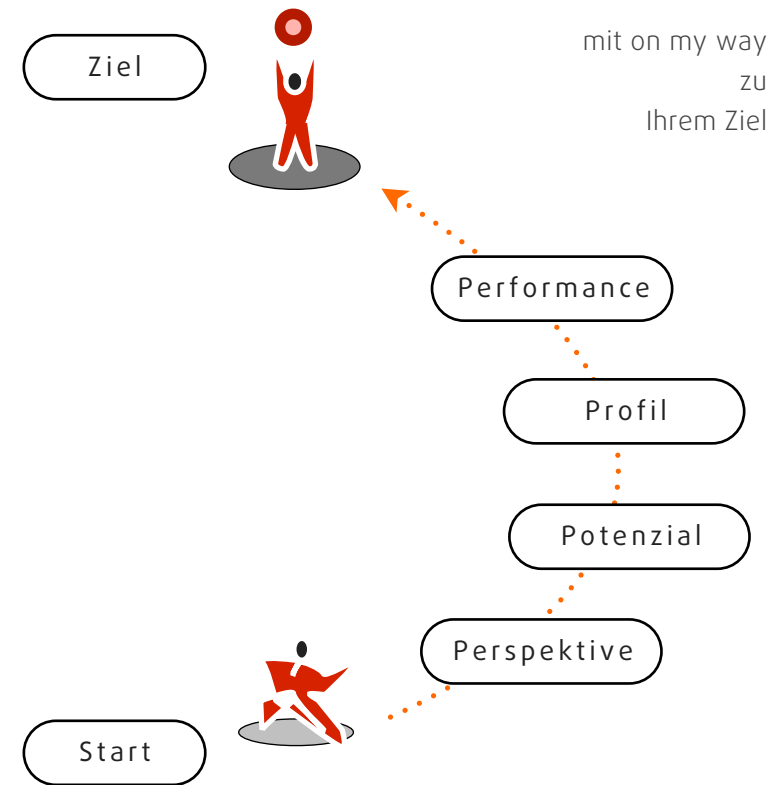 Ziel
mit on my way
zu
Ihrem Ziel
Performance
Profil
Potenzial
Perspektive
Start